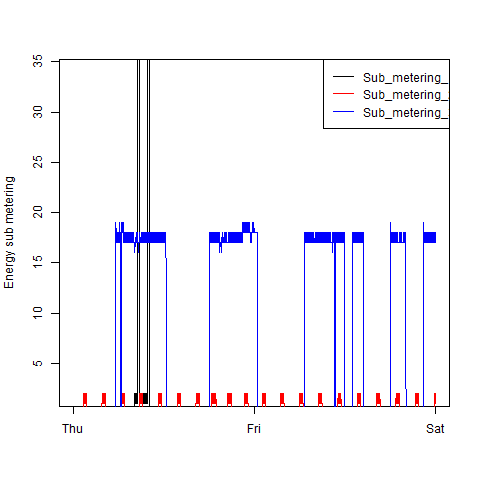 Energy sub metering
35
30
25
20
15
10
5
Thu
Fri
Sat
Sub_metering_
Sub_metering_
Sub_metering_